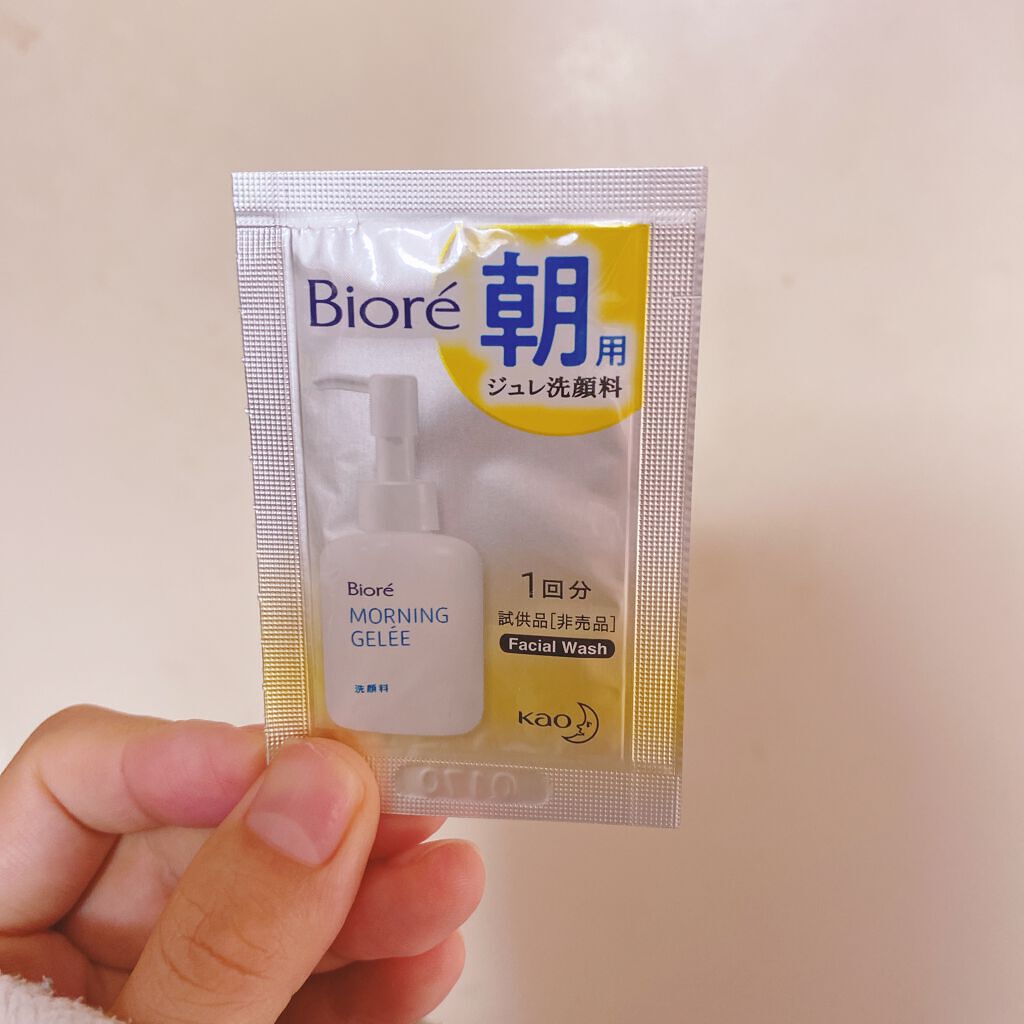 Bioré
朝用
ジュレ洗顔料
Bioré
MORNING
GELÉE
洗顔料
1回分
試供品[非売品]
Facial Wash
Kao